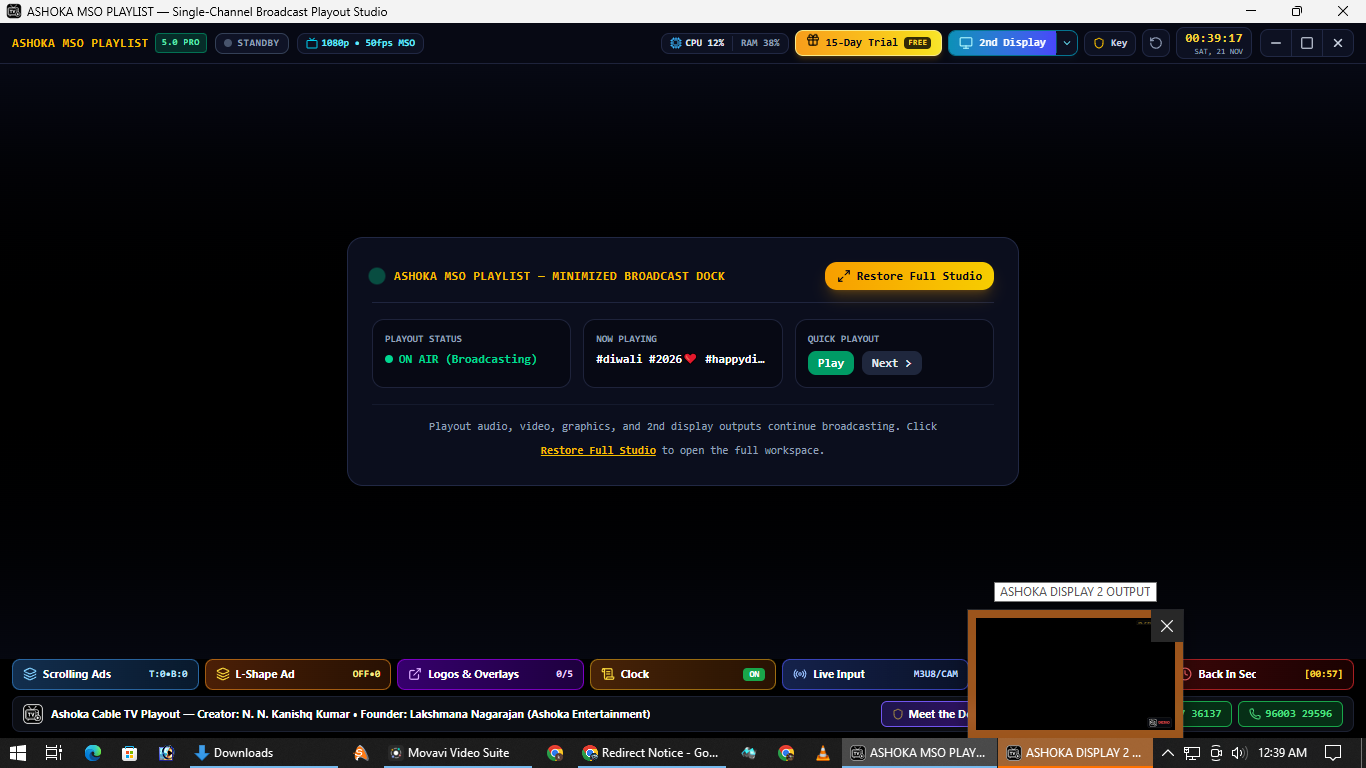 ASHOKA MSO PLAYLIST — Single-Channel Broadcast Playout Studio
ASHOKA MSO PLAYLIST 5.0 PRO STANDBY 1080p • 50fps MSO CPU 12% RAM 38% 15-Day Trial FREE 2nd Display Key 00:39:17
SAT, 21 NOV
ASHOKA MSO PLAYLIST — MINIMIZED BROADCAST DOCK Restore Full Studio
PLAYOUT STATUS NOW PLAYING QUICK PLAYOUT
ON AIR (Broadcasting) #diwali #2026❤️ #happydi… Play Next >
Playout audio, video, graphics, and 2nd display outputs continue broadcasting. Click
Restore Full Studio to open the full workspace.
ASHOKA DISPLAY 2 OUTPUT
Scrolling Ads T:0•B:0 L-Shape Ad OFF•0 Logos & Overlays 0/5 Clock ON Live Input M3U8/CAM Back In Sec [00:57]
Ashoka Cable TV Playout — Creator: N. N. Kanishq Kumar • Founder: Lakshmana Nagarajan (Ashoka Entertainment) Meet the De 36137 96003 29596
Downloads Movavi Video Suite Redirect Notice - Go... ASHOKA MSO PLAY... ASHOKA DISPLAY 2 ... 12:39 AM